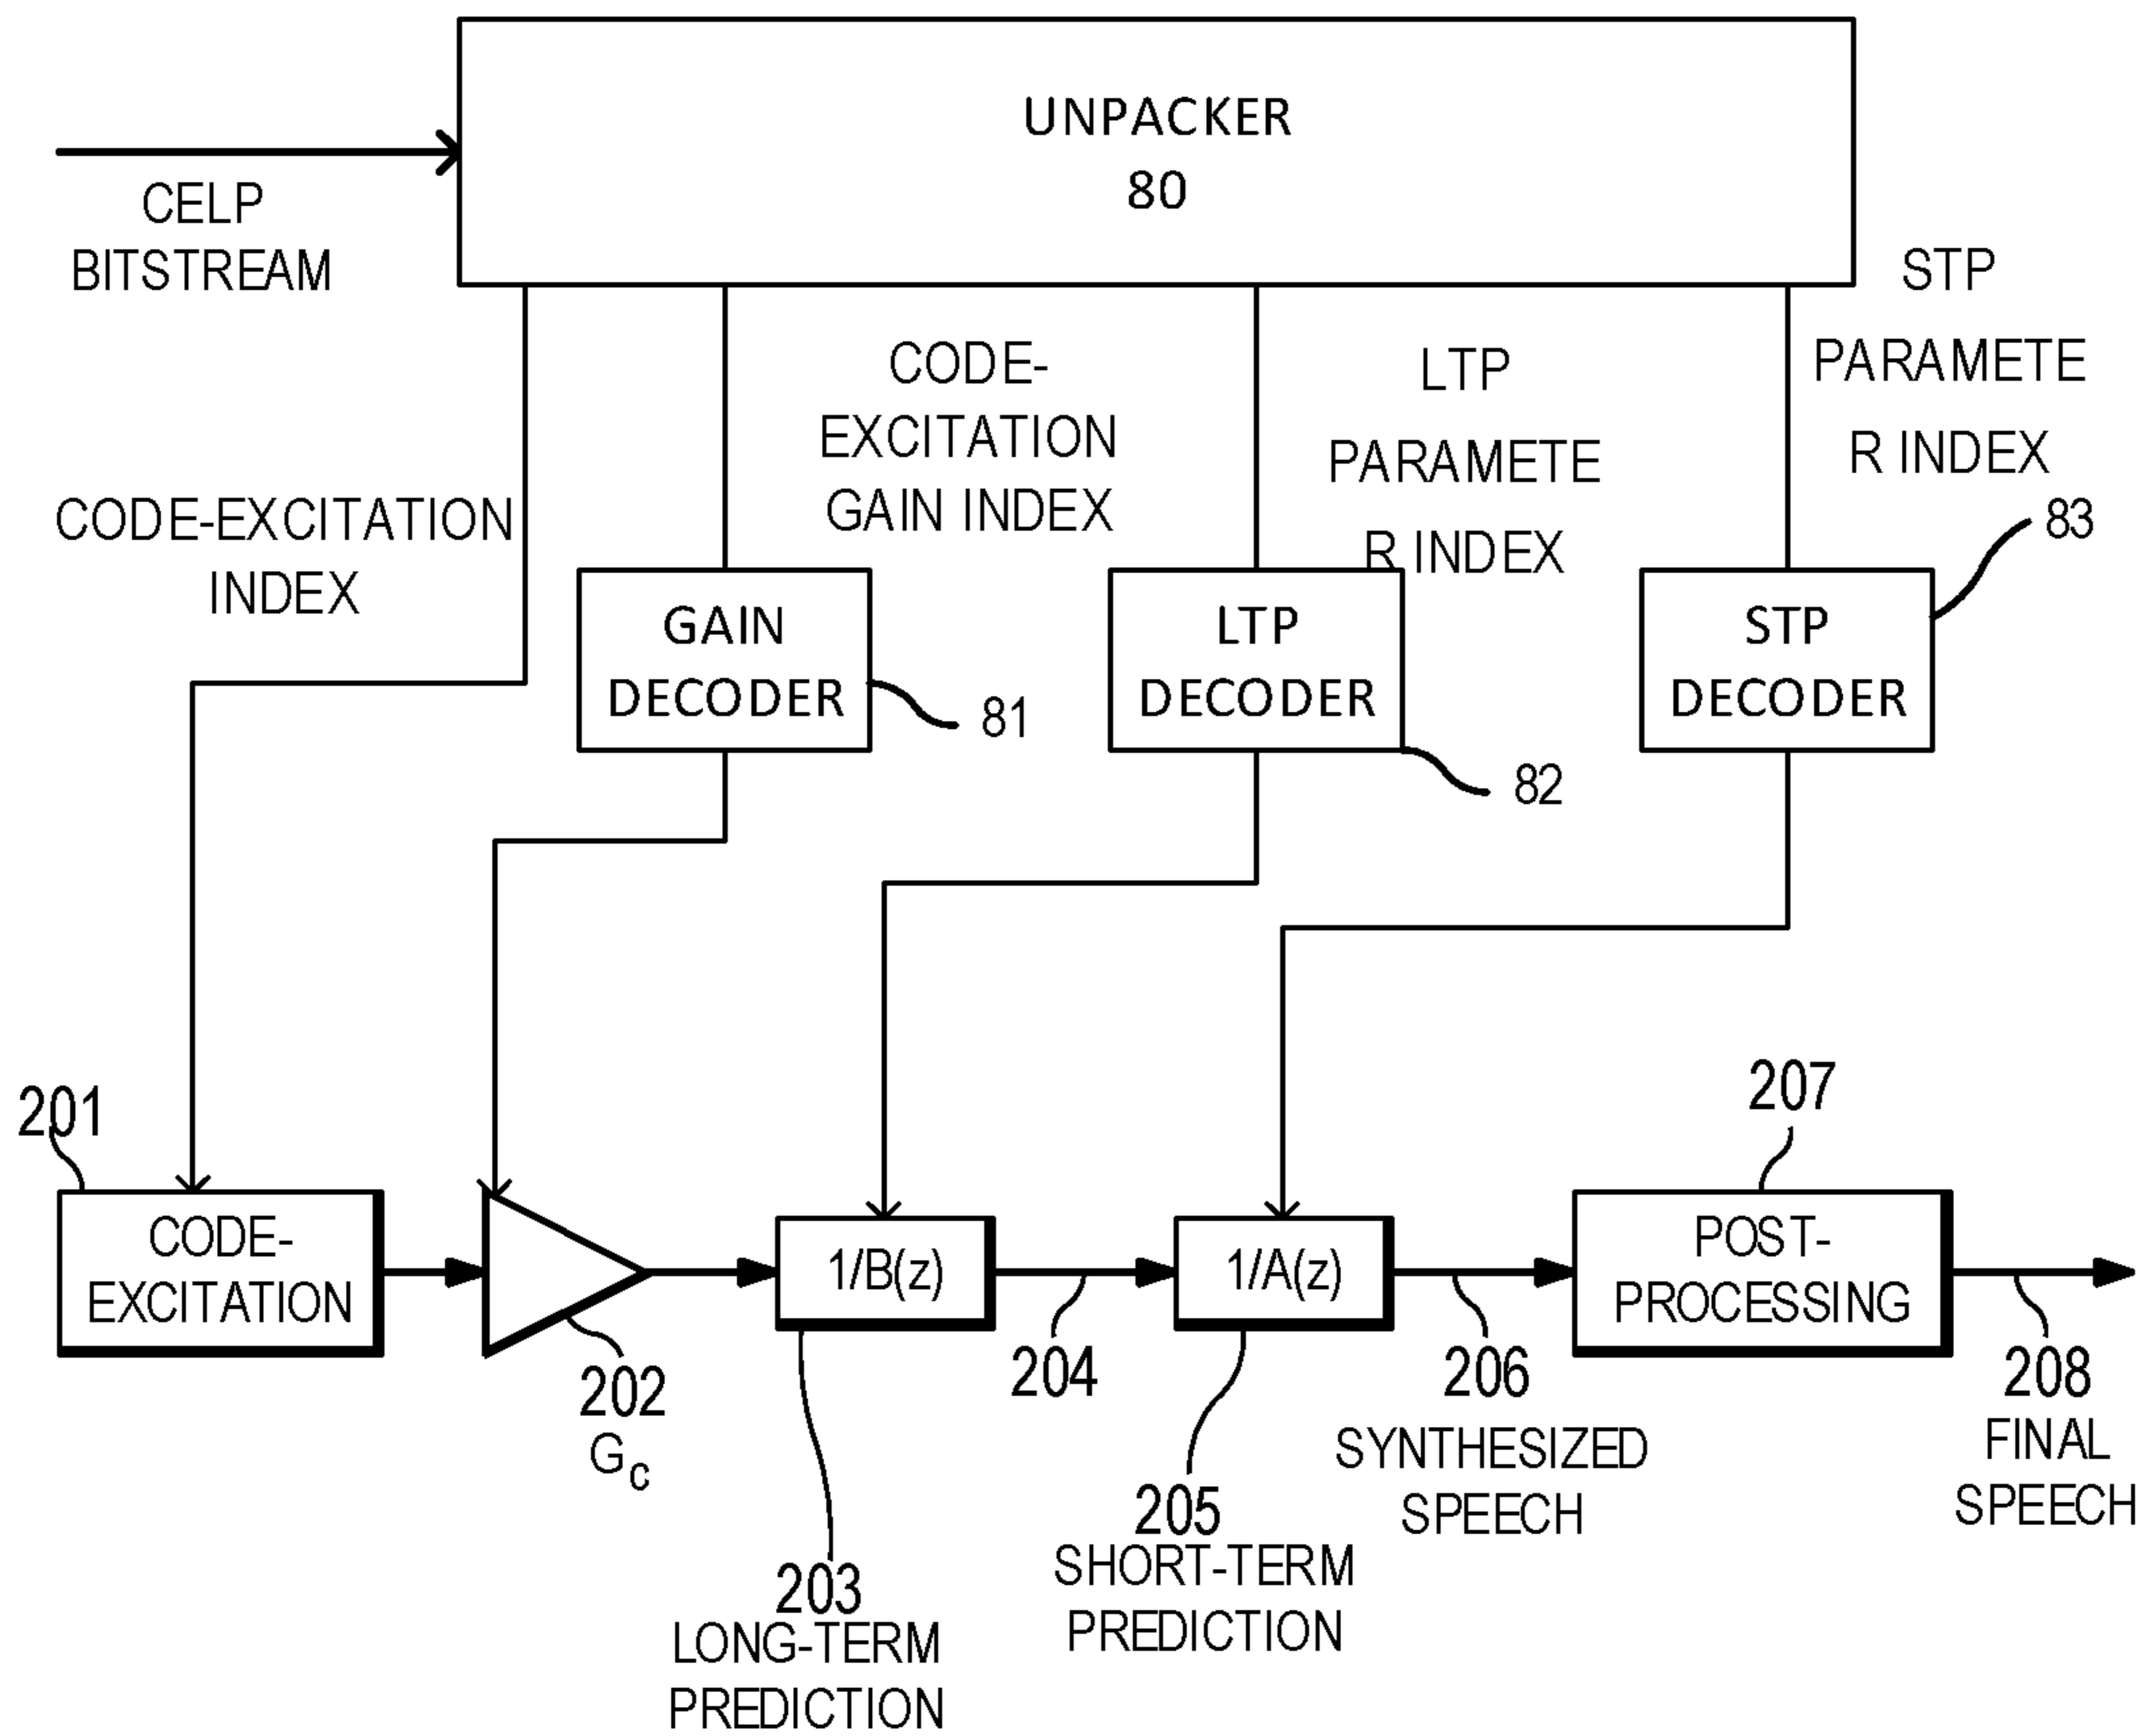 UNPACKER
80
CELP
BITSTREAM
STP
PARAMETE
R INDEX
CODE-
EXCITATION
GAIN INDEX
LTP
PARAMETE
R INDEX
CODE-EXCITATION
INDEX
83
GAIN
DECODER
81
LTP
DECODER
82
STP
DECODER
201
207
CODE-
EXCITATION
1/B(z)
1/A(z)
POST-
PROCESSING
202
Gc
204
206
SYNTHESIZED
SPEECH
208
FINAL
SPEECH
205
SHORT-TERM
PREDICTION
203
LONG-TERM
PREDICTION